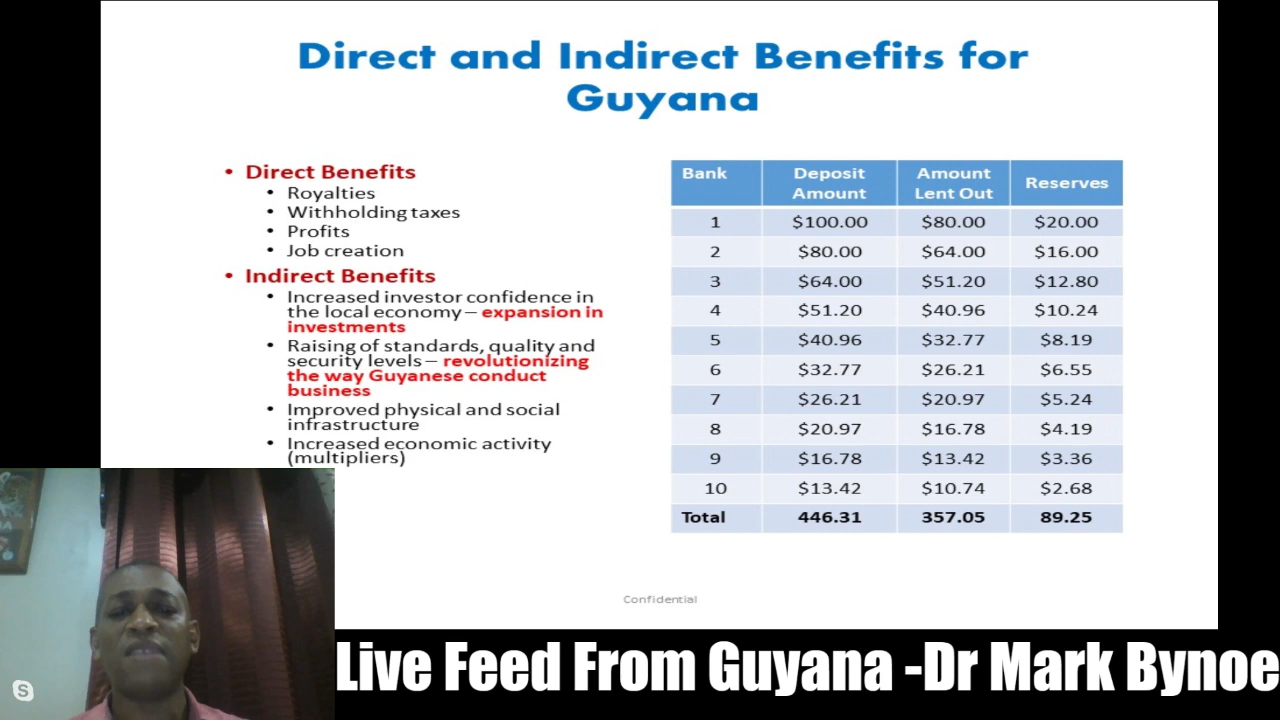 Direct and Indirect Benefits for
Guyana
• Direct Benefits
• Royalties
• Withholding taxes
• Profits
• Job creation
• Indirect Benefits
• Increased investor confidence in
the local economy – expansion in
investments
• Raising of standards, quality and
security levels – revolutionizing
the way Guyanese conduct
business
• Improved physical and social
infrastructure
• Increased economic activity
(multipliers)
Bank Deposit Amount Amount Lent Out Reserves
1 $100.00 $80.00 $20.00
2 $80.00 $64.00 $16.00
3 $64.00 $51.20 $12.80
4 $51.20 $40.96 $10.24
5 $40.96 $32.77 $8.19
6 $32.77 $26.21 $6.55
7 $26.21 $20.97 $5.24
8 $20.97 $16.78 $4.19
9 $16.78 $13.42 $3.36
10 $13.42 $10.74 $2.68
Total 446.31 357.05 89.25
Confidential
Live Feed From Guyana -Dr Mark Bynoe